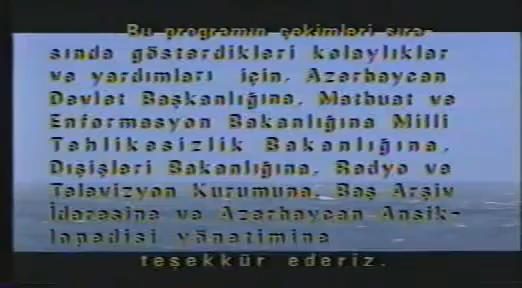 Bu programın çekimleri sıra-
sında gösterdikleri kolaylıklar
ve yardımları için, Azerbaycan
Devlet Başkanlığına, Matbuat ve
Enformasyon Bakanlığına Milli
Tehlikesizlik Bakanlığına,
Dışişleri Bakanlığına, Radyo ve
Televizyon Kurumuna, Baş Arşiv
İdaresine ve Azerbaycan Ansik-
lopedisi yönetimine
teşekkür ederiz.